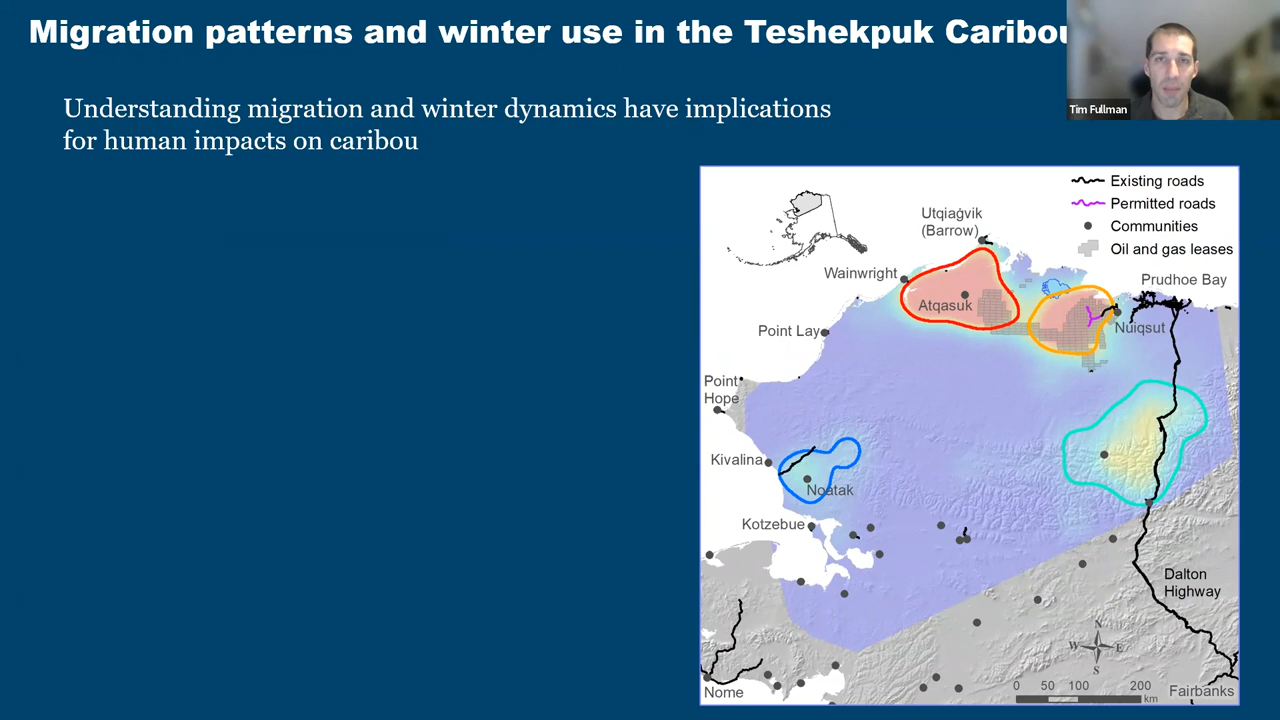 Migration patterns and winter use in the Teshekpuk Caribou
Tim Fullman
Understanding migration and winter dynamics have implications
for human impacts on caribou
Existing roads
Permitted roads
Communities
Oil and gas leases
Utqiaġvik
(Barrow)
Wainwright
Prudhoe Bay
Atqasuk
Nuiqsut
Point Lay
Point
Hope
Kivalina
Noatak
Kotzebue
Dalton
Highway
N
W E
S
0 50 100 200
km
Nome
Fairbanks